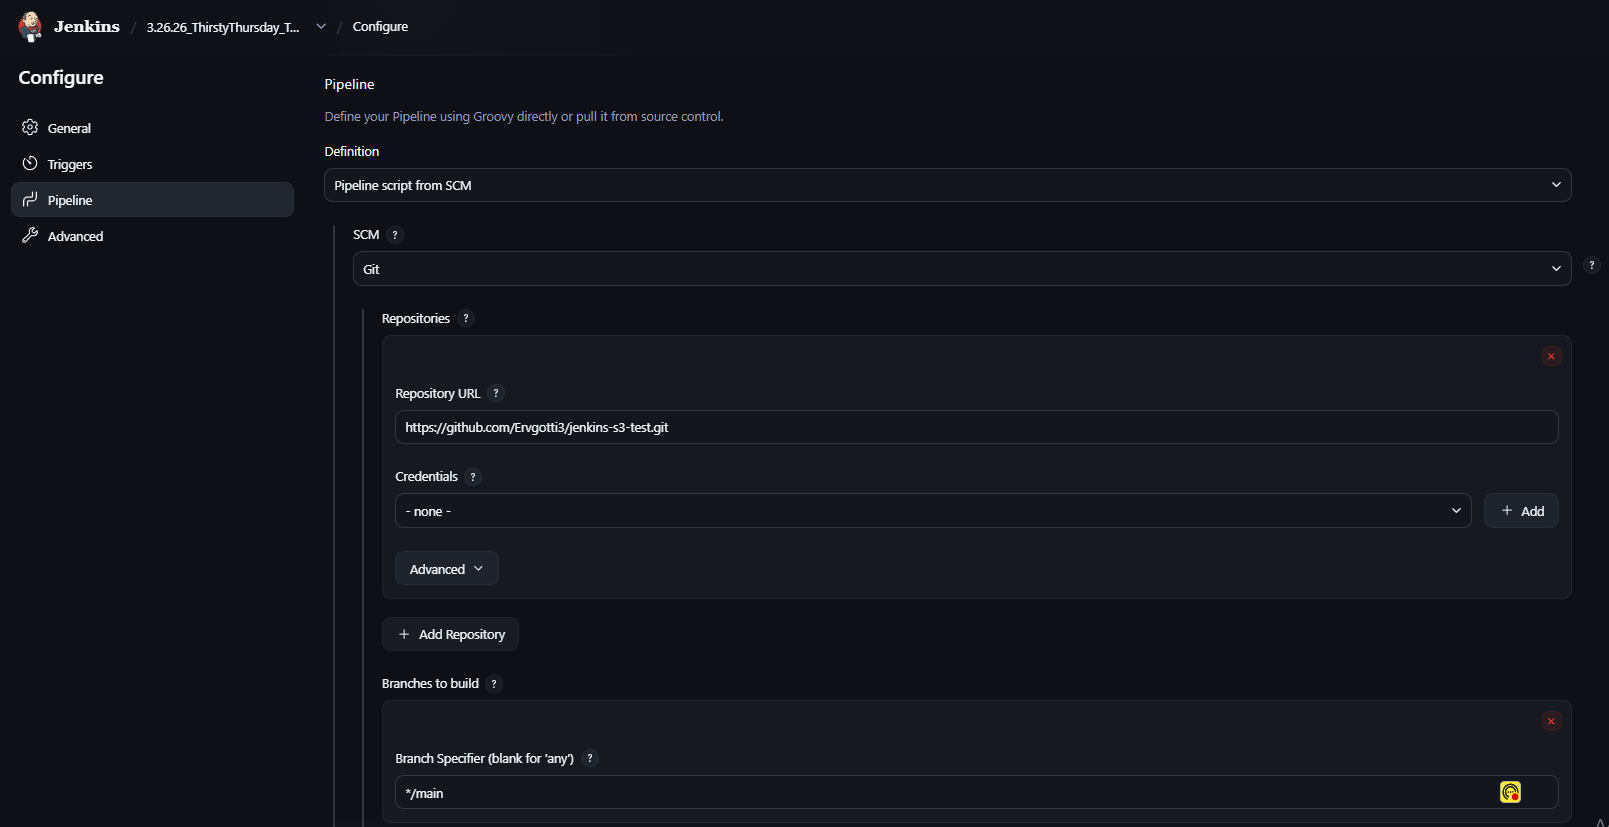 Jenkins / 3.26.26_ThirstyThursday_T... / Configure
Configure
General
Triggers
Pipeline
Advanced
Pipeline
Define your Pipeline using Groovy directly or pull it from source control.
Definition
Pipeline script from SCM
SCM ?
Git
?
Repositories ?
Repository URL ?
https://github.com/Ervgotti3/jenkins-s3-test.git
Credentials ?
- none -
+ Add
Advanced
+ Add Repository
Branches to build ?
Branch Specifier (blank for 'any') ?
*/main